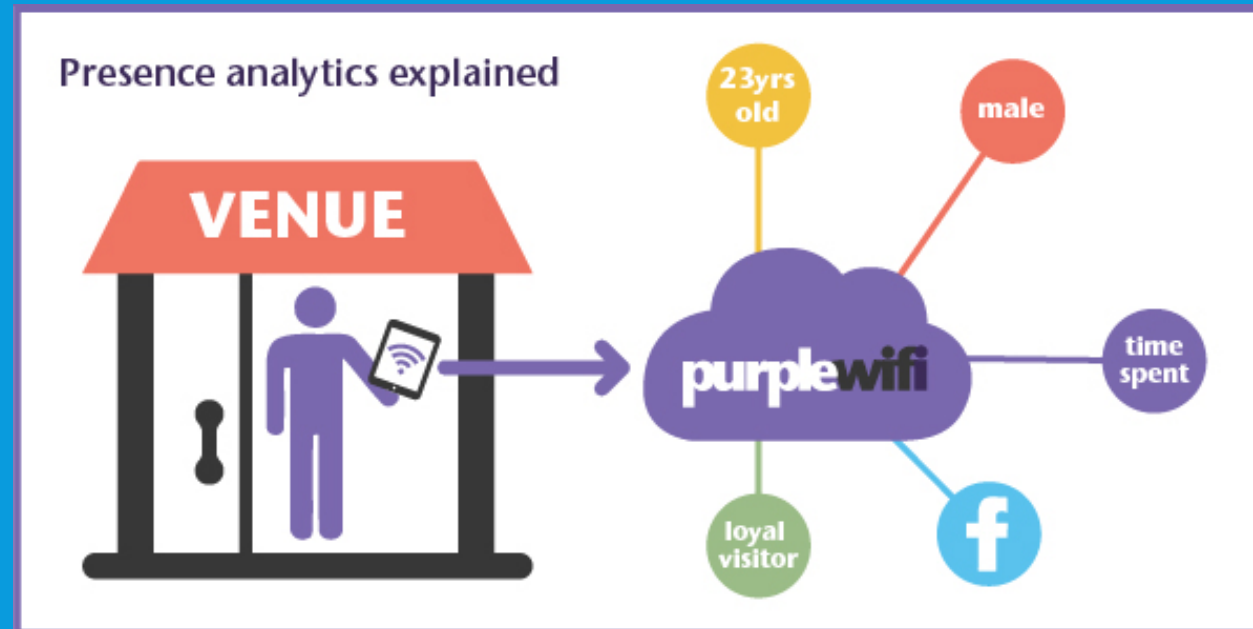 Presence analytics explained
VENUE
23yrs
old
male
purplewifi
time
spent
loyal
visitor
f